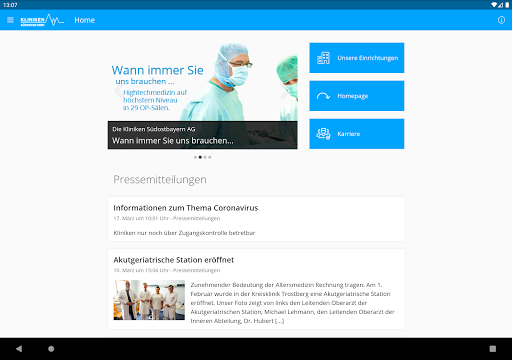 13:07
KLINIKEN
SÜDOSTBAYERN
Home
Wann immer Sie
uns brauchen ...
Hightechmedizin auf
höchstem Niveau
in 29 OP-Sälen.
Die Kliniken Südostbayern AG
Wann immer Sie uns brauchen...
Unsere Einrichtungen
Homepage
Karriere
Pressemitteilungen
Informationen zum Thema Coronavirus
17. März um 10:01 Uhr - Pressemitteilungen
Kliniken nur noch über Zugangskontrolle betretbar
Akutgeriatrische Station eröffnet
10. März um 15:06 Uhr - Pressemitteilungen
Zunehmender Bedeutung der Altersmedizin Rechnung tragen. Am 1.
Februar wurde in der Kreisklinik Trostberg eine Akutgeriatrische Station
eröffnet. Unser Foto zeigt von links den Leitenden Oberarzt der
Akutgeriatrischen Station, Michael Lehmann, den Leitenden Oberarzt der
Inneren Abteilung, Dr. Hubert [...]